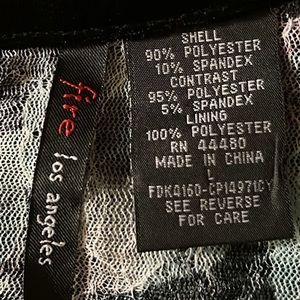 fire los angeles
SHELL
90% POLYESTER
10% SPANDEX
CONTRAST
95% POLYESTER
5% SPANDEX
LINING
100% POLYESTER
RN 44480
MADE IN CHINA
L
FDK4160-CP14971CY
SEE REVERSE
FOR CARE